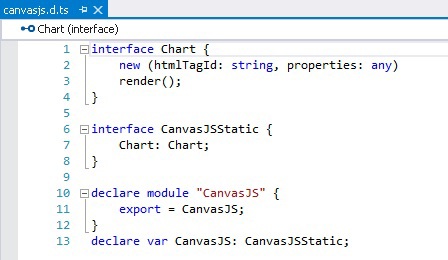 canvasjs.d.ts
Chart (interface)
1 interface Chart {
2 new (htmlTagId: string, properties: any)
3 render();
4 }
5
6 interface CanvasJSStatic {
7 Chart: Chart;
8 }
9
10 declare module "CanvasJS" {
11 export = CanvasJS;
12 }
13 declare var CanvasJS: CanvasJSStatic;